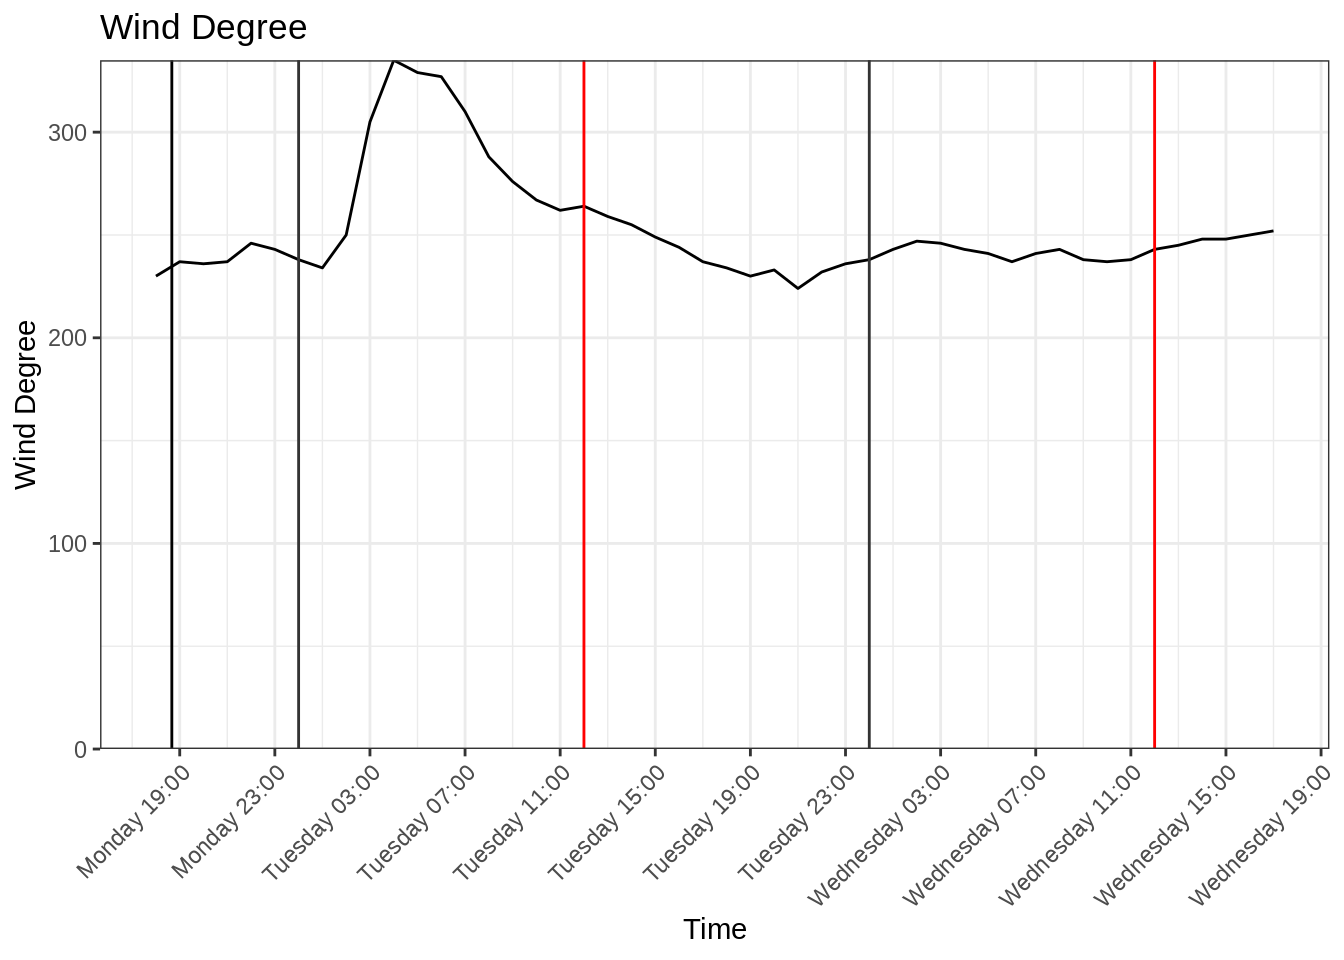 Wind Degree
Wind Degree
300
200
100
0
Monday 19:00
Monday 23:00
Tuesday 03:00
Tuesday 07:00
Tuesday 11:00
Tuesday 15:00
Tuesday 19:00
Tuesday 23:00
Wednesday 03:00
Wednesday 07:00
Wednesday 11:00
Wednesday 15:00
Wednesday 19:00
Time